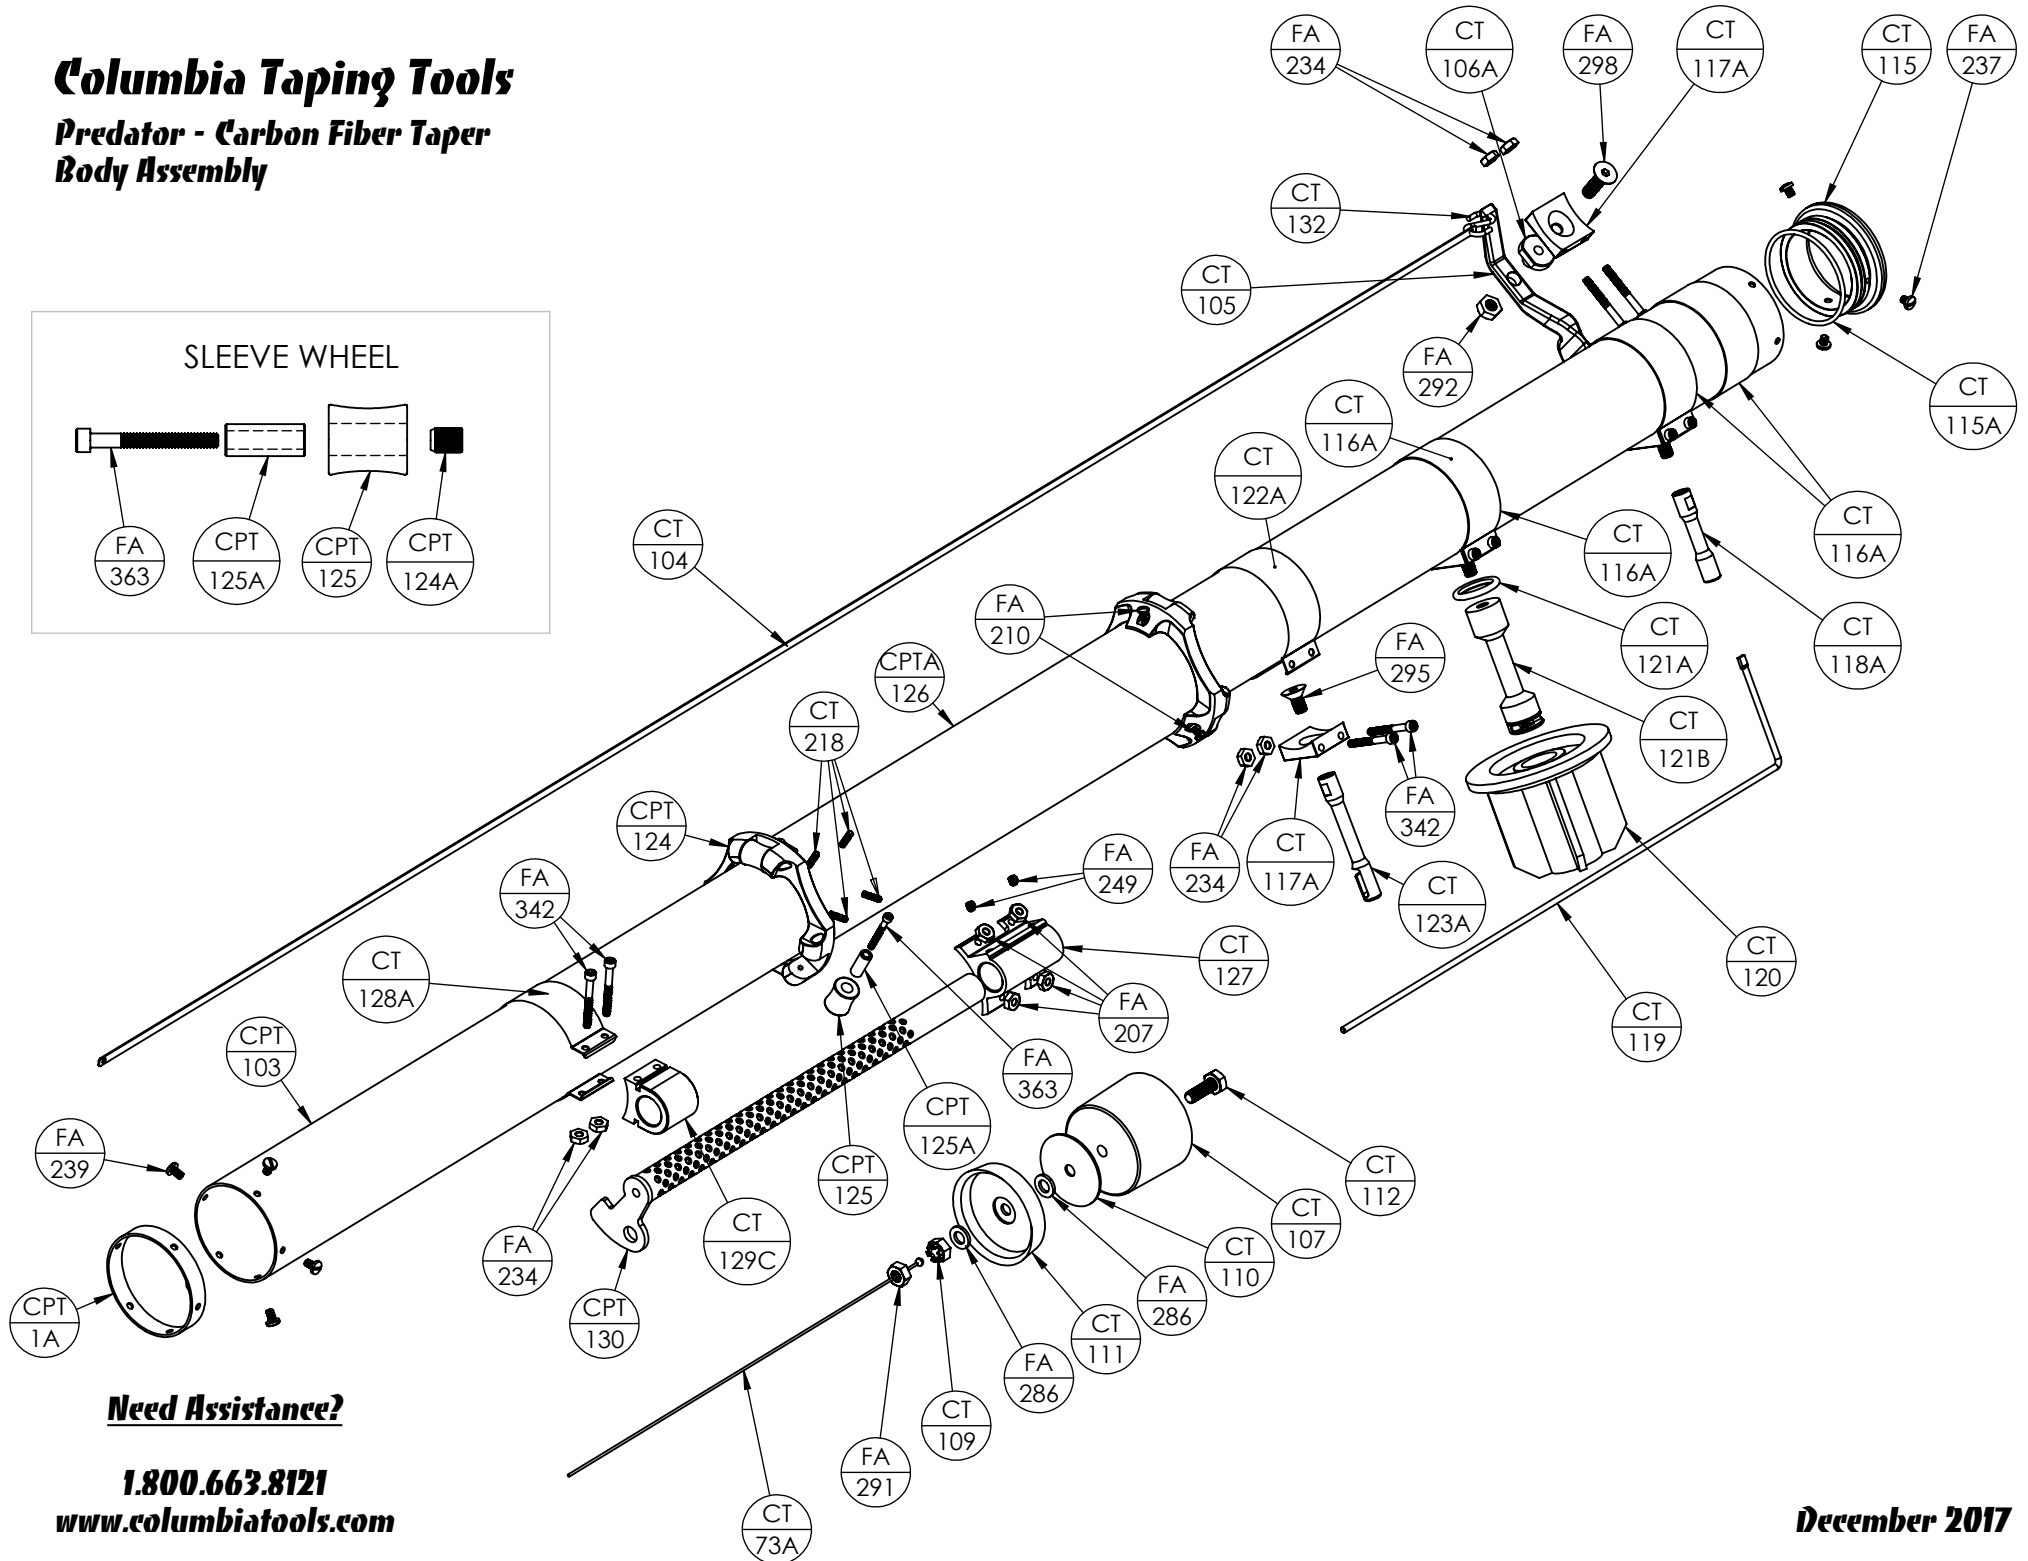 Columbia Taping Tools
Predator - Carbon Fiber Taper
Body Assembly
FA
234
CT
106A
FA
298
CT
117A
CT
115
FA
237
CT
132
CT
105
FA
292
CT
115A
SLEEVE WHEEL
FA
363
CPT
125A
CPT
125
CPT
124A
CT
116A
CT
122A
CT
104
CT
116A
CT
116A
FA
210
CT
121A
CT
118A
CPTA
126
FA
295
CT
218
CT
121B
FA
342
CPT
124
FA
249
FA
234
CT
117A
CT
123A
FA
342
CT
128A
CT
127
CT
120
FA
207
CT
119
CPT
103
FA
363
CPT
125A
FA
239
CPT
125
CT
112
CT
107
FA
234
CT
129C
CT
110
FA
286
CPT
1A
CPT
130
CT
111
FA
286
CT
109
FA
291
CT
73A
Need Assistance?
1.800.663.8121
www.columbiatools.com
December 2017